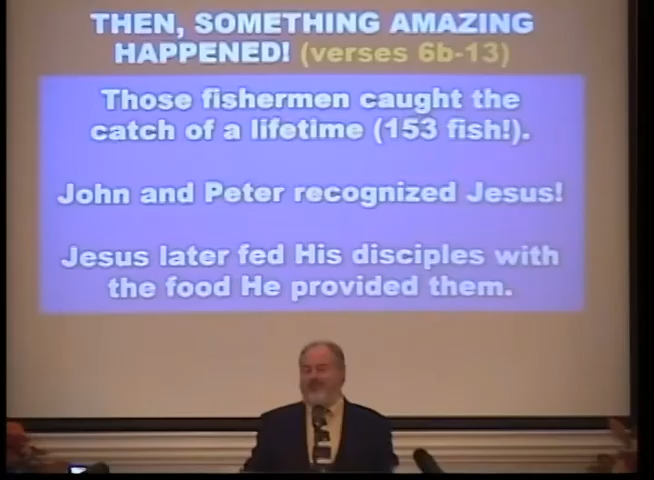 THEN, SOMETHING AMAZING
HAPPENED! (verses 6b-13)
Those fishermen caught the
catch of a lifetime (153 fish!).
John and Peter recognized Jesus!
Jesus later fed His disciples with
the food He provided them.